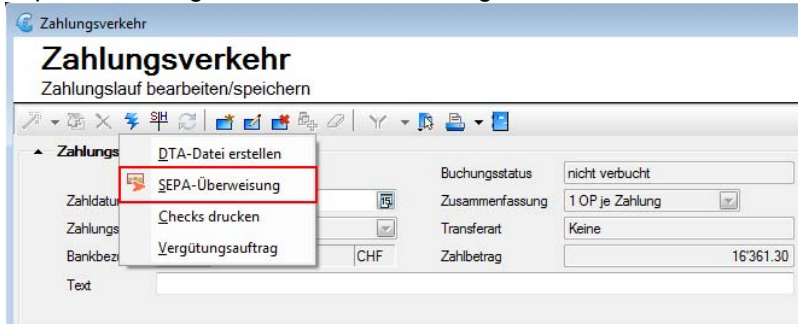 Zahlungsverkehr
Zahlungsverkehr
Zahlungslauf bearbeiten/speichern
S|H
Zahlungs
DTA-Datei erstellen
SEPA-Überweisung
Checks drucken
Vergütungsauftrag
Buchungsstatus nicht verbucht
Zahldatu 15 Zusammenfassung 1 OP je Zahlung
Zahlungs Transferart Keine
Bankbez CHF Zahlbetrag 16'361.30
Text